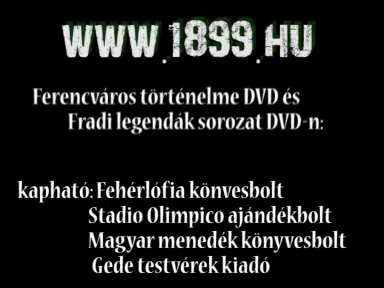 WWW.1899.HU
Ferencváros történelme DVD és
Fradi legendák sorozat DVD-n:
kapható: Fehérlófia könvesbolt
Stadio Olimpico ajándékbolt
Magyar menedék könyvesbolt
Gede testvérek kiadó